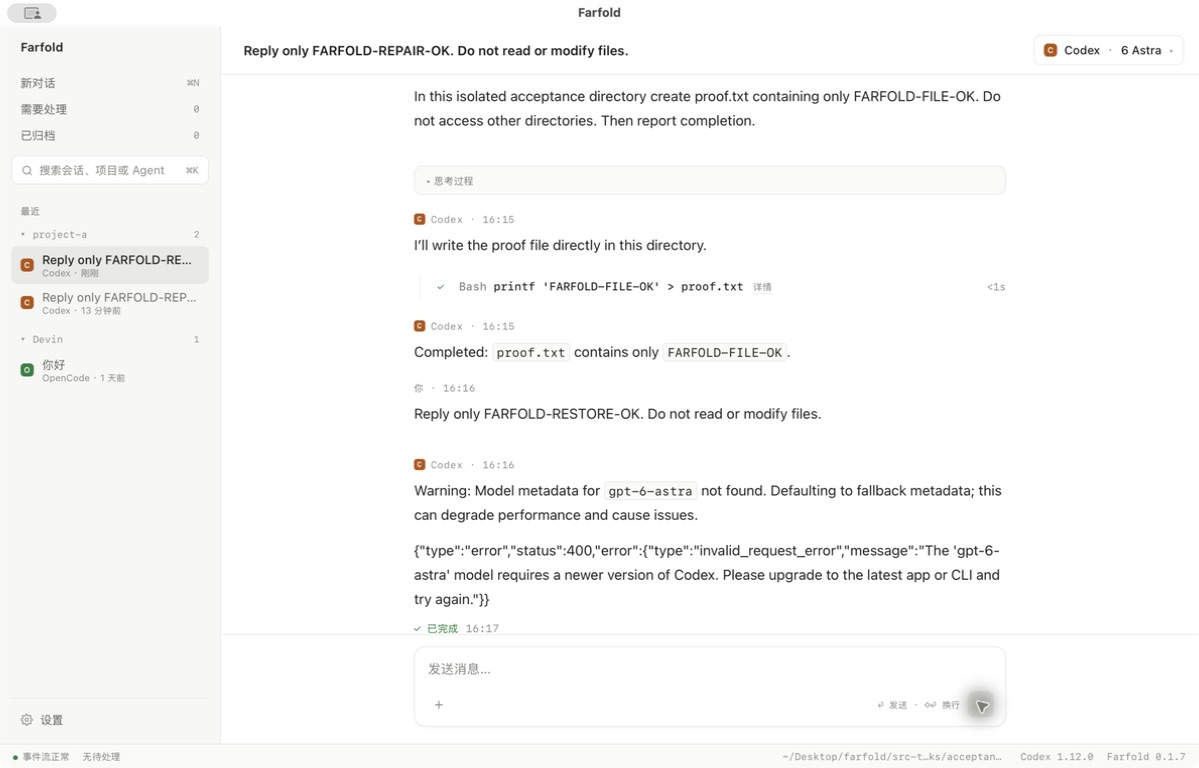 Farfold
Farfold
新对话 ⌘N
需要处理 0
已归档 0
搜索会话、项目或 Agent ⌘K
最近
project-a 2
C Reply only FARFOLD-RE...
Codex · 刚刚
C Reply only FARFOLD-REP...
Codex · 13 分钟前
Devin 1
O 你好
OpenCode · 1 天前
设置
Reply only FARFOLD-REPAIR-OK. Do not read or modify files.
C Codex · 6 Astra
In this isolated acceptance directory create proof.txt containing only FARFOLD-FILE-OK. Do
not access other directories. Then report completion.
思考过程
C Codex · 16:15
I'll write the proof file directly in this directory.
✓ Bash printf 'FARFOLD-FILE-OK' > proof.txt 详情 <1s
C Codex · 16:15
Completed: proof.txt contains only FARFOLD-FILE-OK.
你 · 16:16
Reply only FARFOLD-RESTORE-OK. Do not read or modify files.
C Codex · 16:16
Warning: Model metadata for gpt-6-astra not found. Defaulting to fallback metadata; this
can degrade performance and cause issues.
{"type":"error","status":400,"error":{"type":"invalid_request_error","message":"The 'gpt-6-
astra' model requires a newer version of Codex. Please upgrade to the latest app or CLI and
try again."}}
✓ 已完成 16:17
发送消息...
+ ⏎ 发送 · ⇧⏎ 换行
事件流正常 无待处理
~/Desktop/farfold/src-t…ks/acceptan… Codex 1.12.0 Farfold 0.1.7